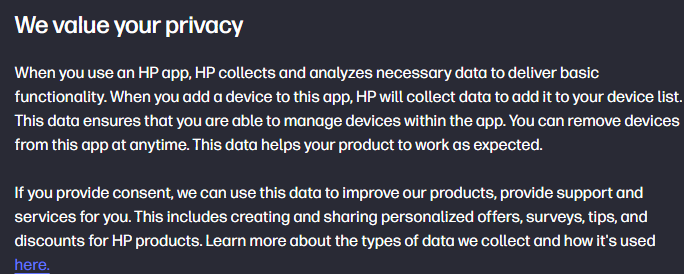 We value your privacy
When you use an HP app, HP collects and analyzes necessary data to deliver basic
functionality. When you add a device to this app, HP will collect data to add it to your device list.
This data ensures that you are able to manage devices within the app. You can remove devices
from this app at anytime. This data helps your product to work as expected.
If you provide consent, we can use this data to improve our products, provide support and
services for you. This includes creating and sharing personalized offers, surveys, tips, and
discounts for HP products. Learn more about the types of data we collect and how it's used
here.